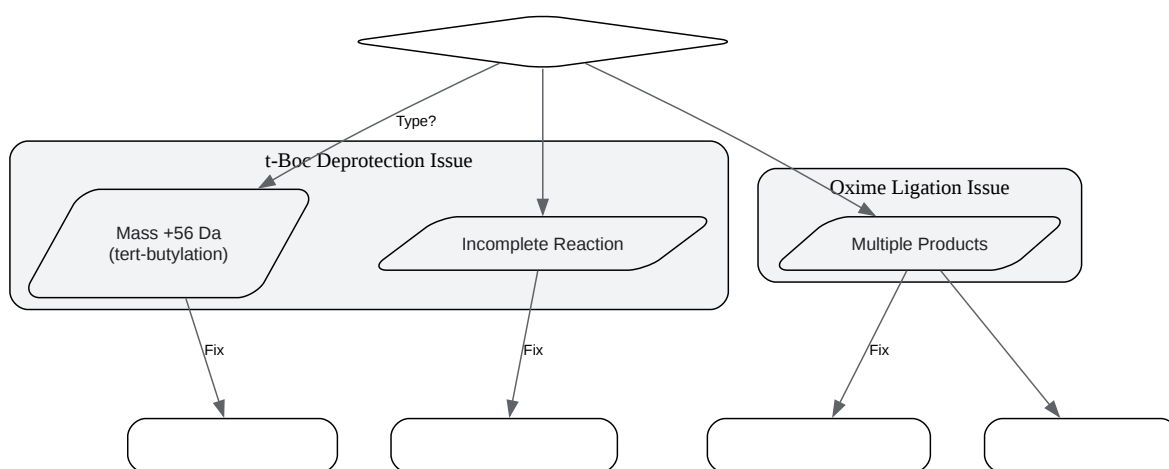 Type?
t-Boc Deprotection Issue
Oxime Ligation Issue
Mass +56 Da
(tert-butylation)
Incomplete Reaction
Multiple Products
Fix
Fix
Fix